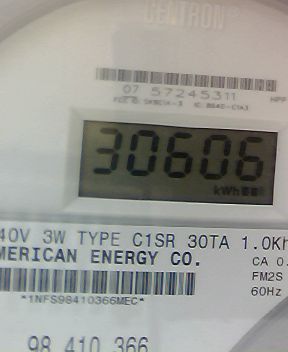 CENTRON®
07 57245311
HPP
30606
kWh
40V 3W TYPE C1SR 30TA 1.0Kh
MERICAN ENERGY CO.
CA 0.
FM2S
60Hz
*1NFS98410366MEC*
98 410 366